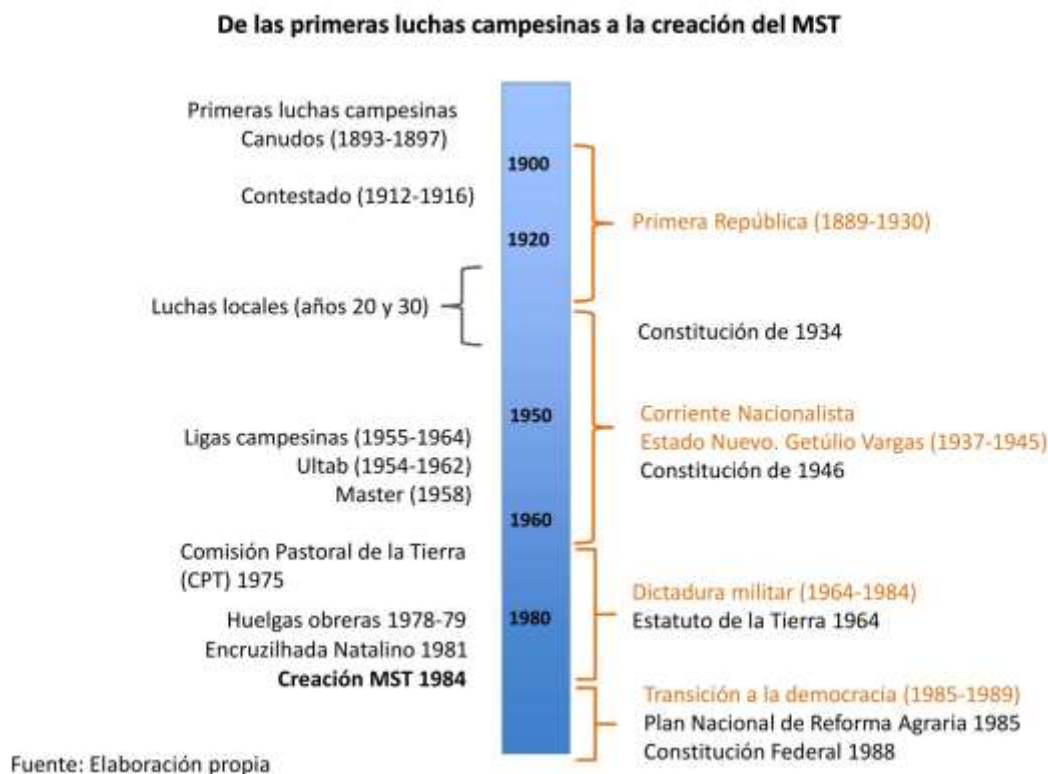 De las primeras luchas campesinas a la creación del MST
Primeras luchas campesinas
Canudos (1893-1897)
1900
Contestado (1912-1916)
Primera República (1889-1930)
1920
Luchas locales (años 20 y 30)
Constitución de 1934
1950
Corriente Nacionalista
Ligas campesinas (1955-1964)
Estado Nuevo. Getúlio Vargas (1937-1945)
Ultab (1954-1962)
Constitución de 1946
Master (1958)
1960
Comisión Pastoral de la Tierra
(CPT) 1975
Dictadura militar (1964-1984)
Huelgas obreras 1978-79
1980
Estatuto de la Tierra 1964
Encruzilhada Natalino 1981
Creación MST 1984
Transición a la democracia (1985-1989)
Plan Nacional de Reforma Agraria 1985
Constitución Federal 1988
Fuente: Elaboración propia